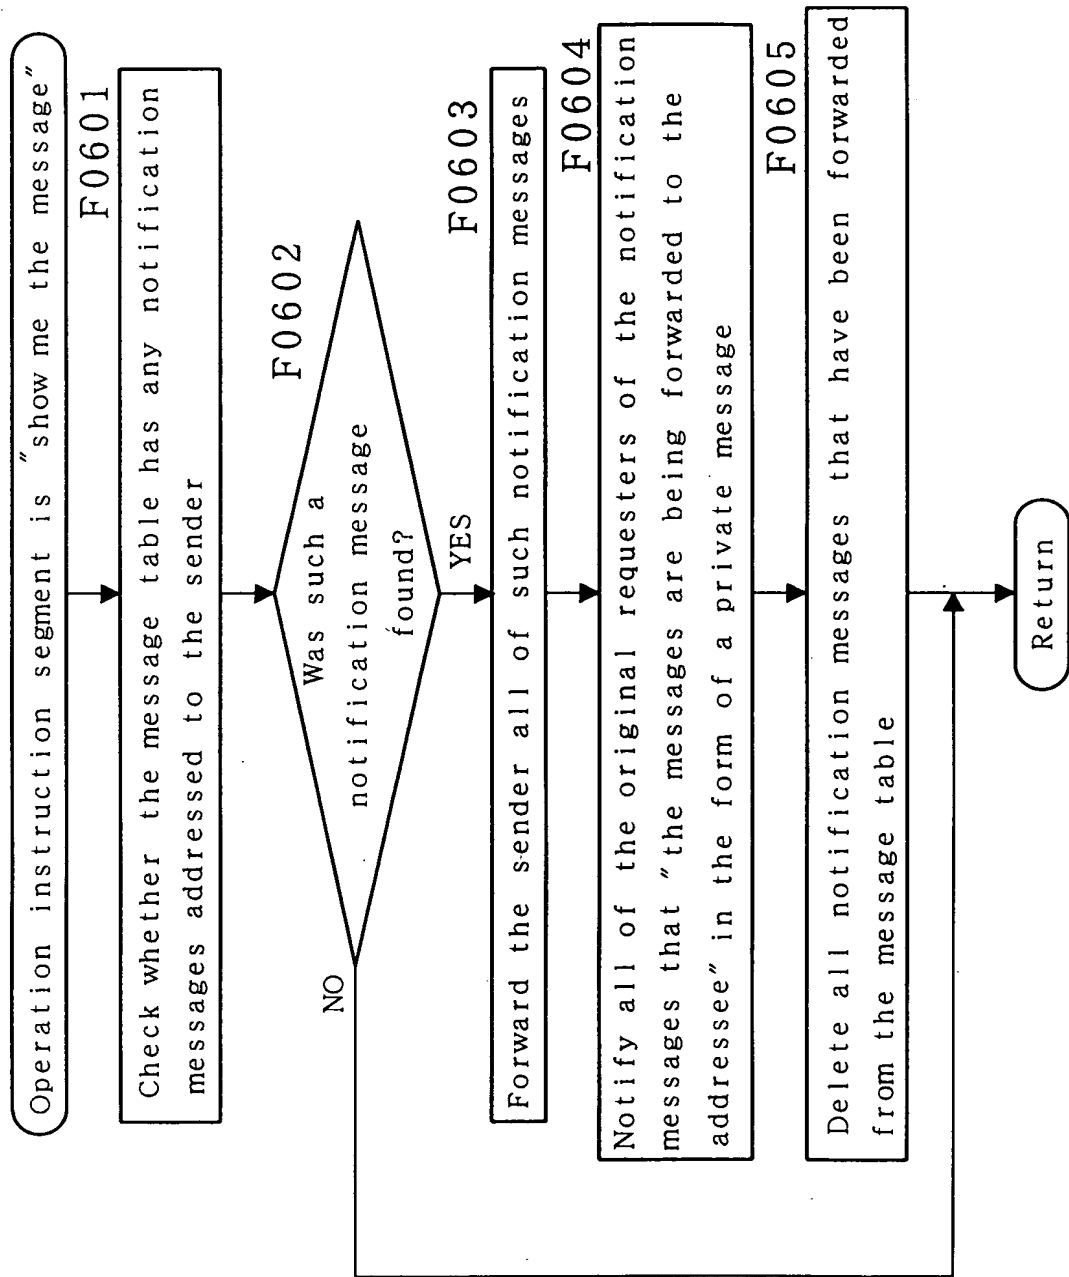 Operation instruction segment is "show me the message"
F0601
Check whether the message table has any notification
messages addressed to the sender
F0602
Was such a
notification message
found?
NO
YES
F0603
Forward the sender all of such notification messages
F0604
Notify all of the original requesters of the notification
messages that "the messages are being forwarded to the
addressee" in the form of a private message
F0605
Delete all notification messages that have been forwarded
from the message table
Return